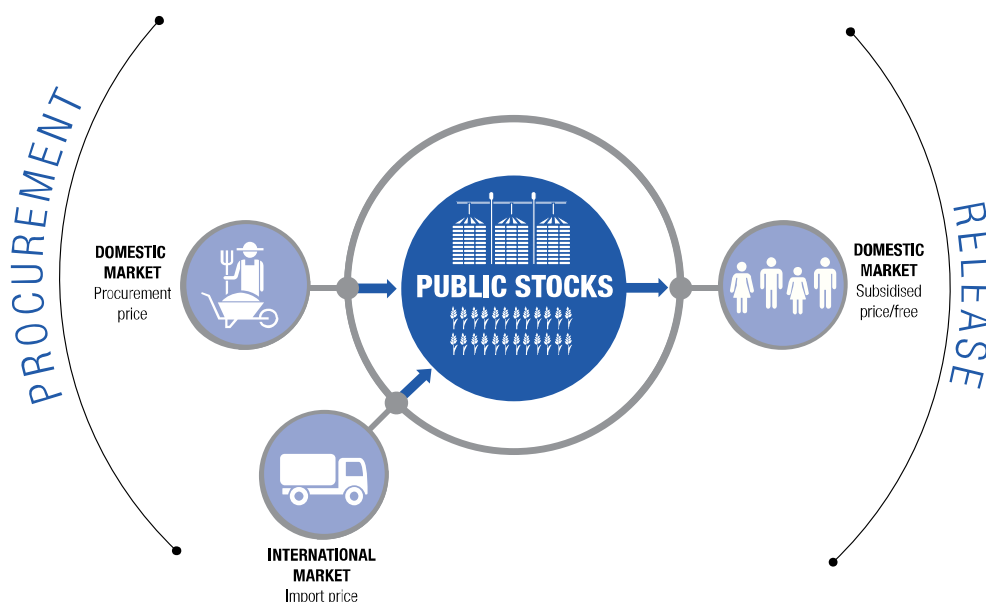 PROCUREMENT
DOMESTIC
MARKET
Procurement
price
INTERNATIONAL
MARKET
Import price
PUBLIC STOCKS
DOMESTIC
MARKET
Subsidised
price/free
RELEASE